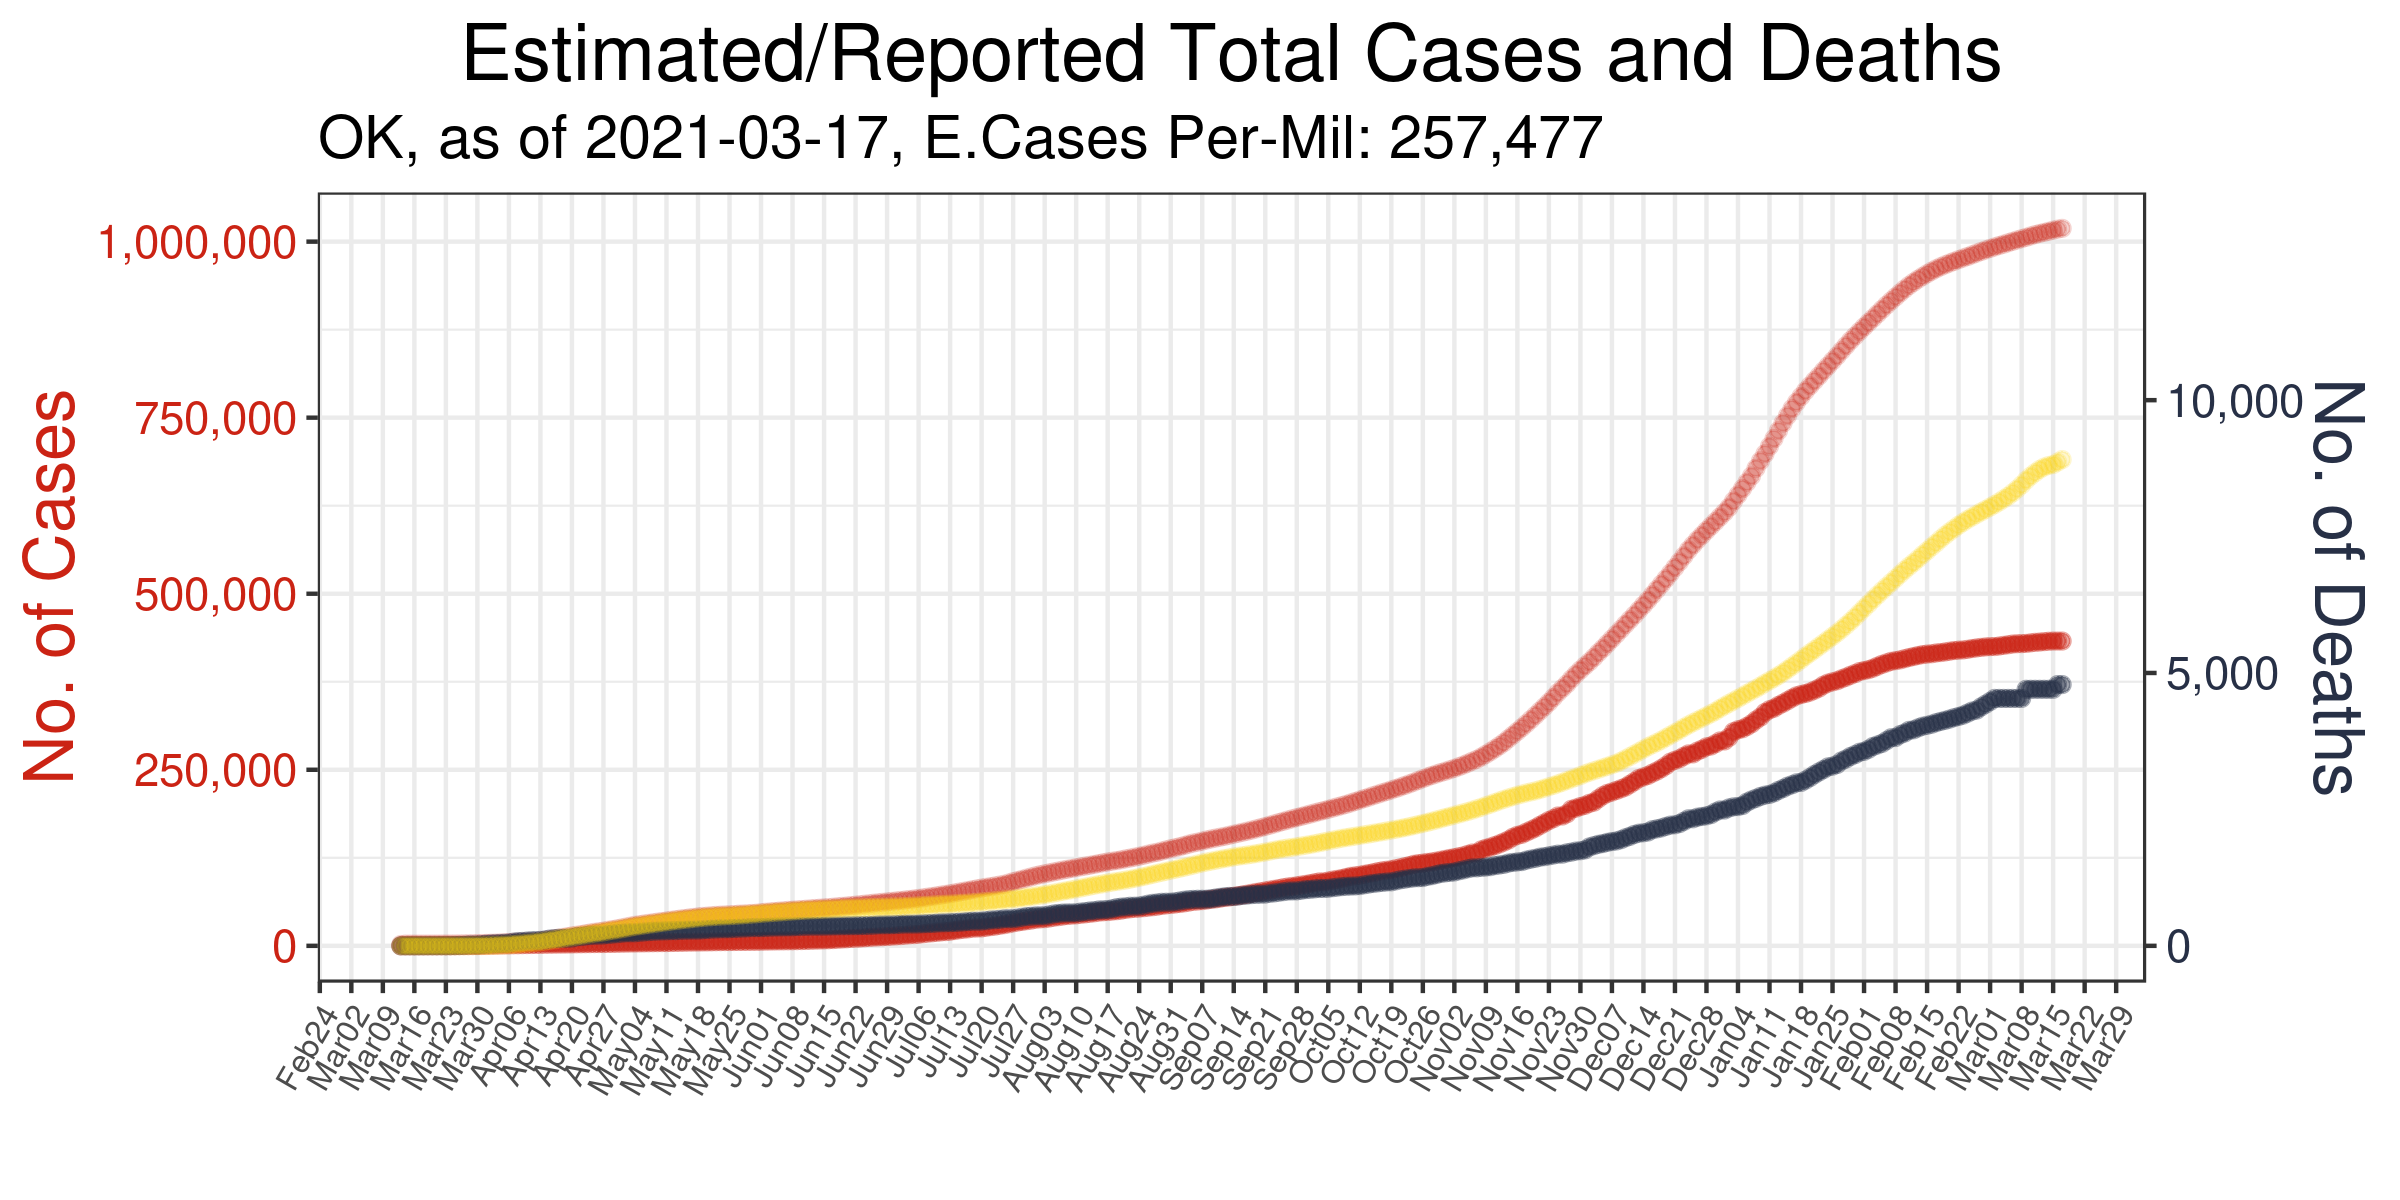 Estimated/Reported Total Cases and Deaths
OK, as of 2021-03-17, E.Cases Per-Mil: 257,477
No. of Cases
1,000,000
750,000
500,000
250,000
0
10,000
5,000
0
No. of Deaths
Feb24 Mar02 Mar09 Mar16 Mar23 Mar30 Apr06 Apr13 Apr20 Apr27 May04 May11 May18 May25 Jun01 Jun08 Jun15 Jun22 Jun29 Jul06 Jul13 Jul20 Jul27 Aug03 Aug10 Aug17 Aug24 Aug31 Sep07 Sep14 Sep21 Sep28 Oct05 Oct12 Oct19 Oct26 Nov02 Nov09 Nov16 Nov23 Nov30 Dec07 Dec14 Dec21 Dec28 Jan04 Jan11 Jan18 Jan25 Feb01 Feb08 Feb15 Feb22 Mar01 Mar08 Mar15 Mar22 Mar29